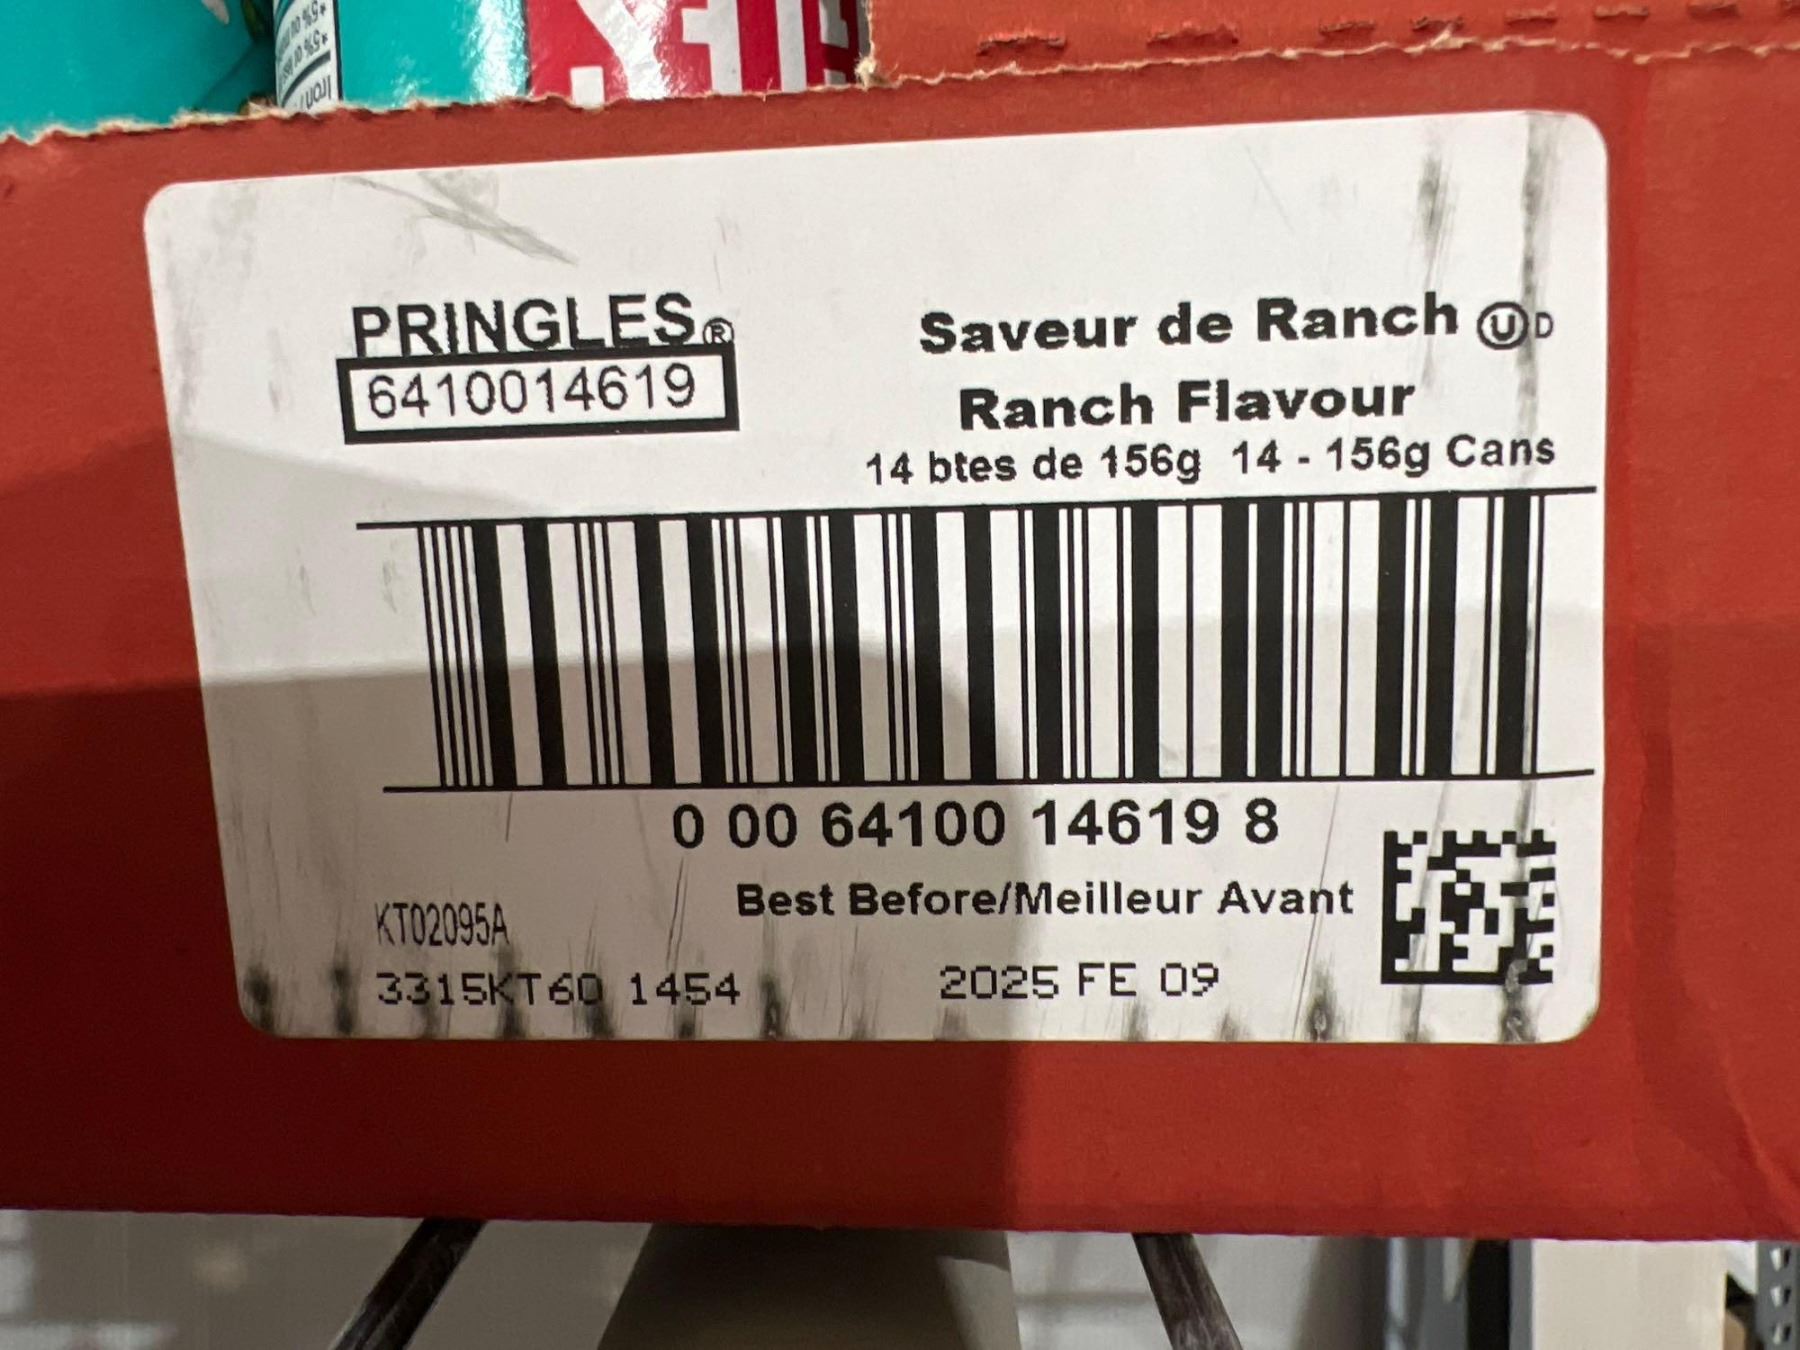 PRINGLES®
6410014619
Saveur de Ranch ⓊD
Ranch Flavour
14 btes de 156g 14 - 156g Cans
0 00 64100 14619 8
Best Before/Meilleur Avant
KT02095A
3315KT60 1454
2025 FE 09